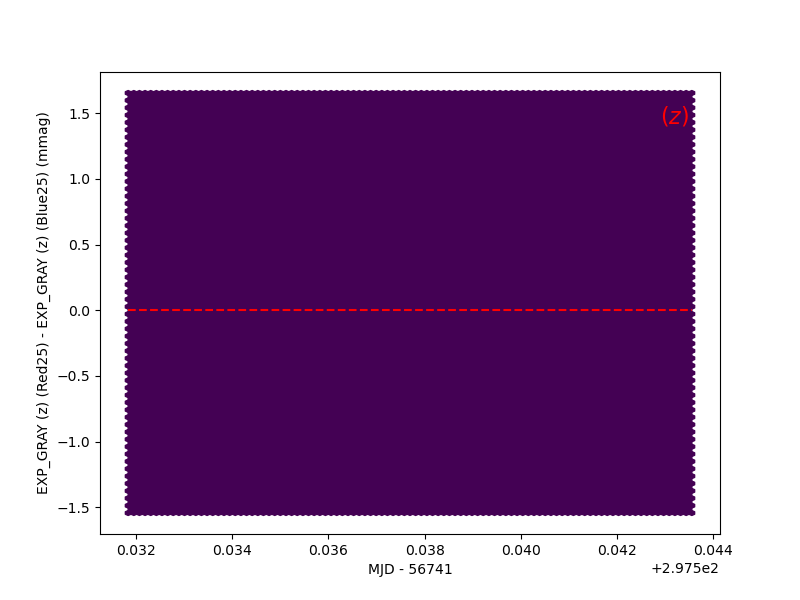 (z)
1.5
1.0
0.5
0.0
−0.5
−1.0
−1.5
EXP_GRAY (z) (Red25) - EXP_GRAY (z) (Blue25) (mmag)
0.032 0.034 0.036 0.038 0.040 0.042 0.044
MJD - 56741
+2.975e2